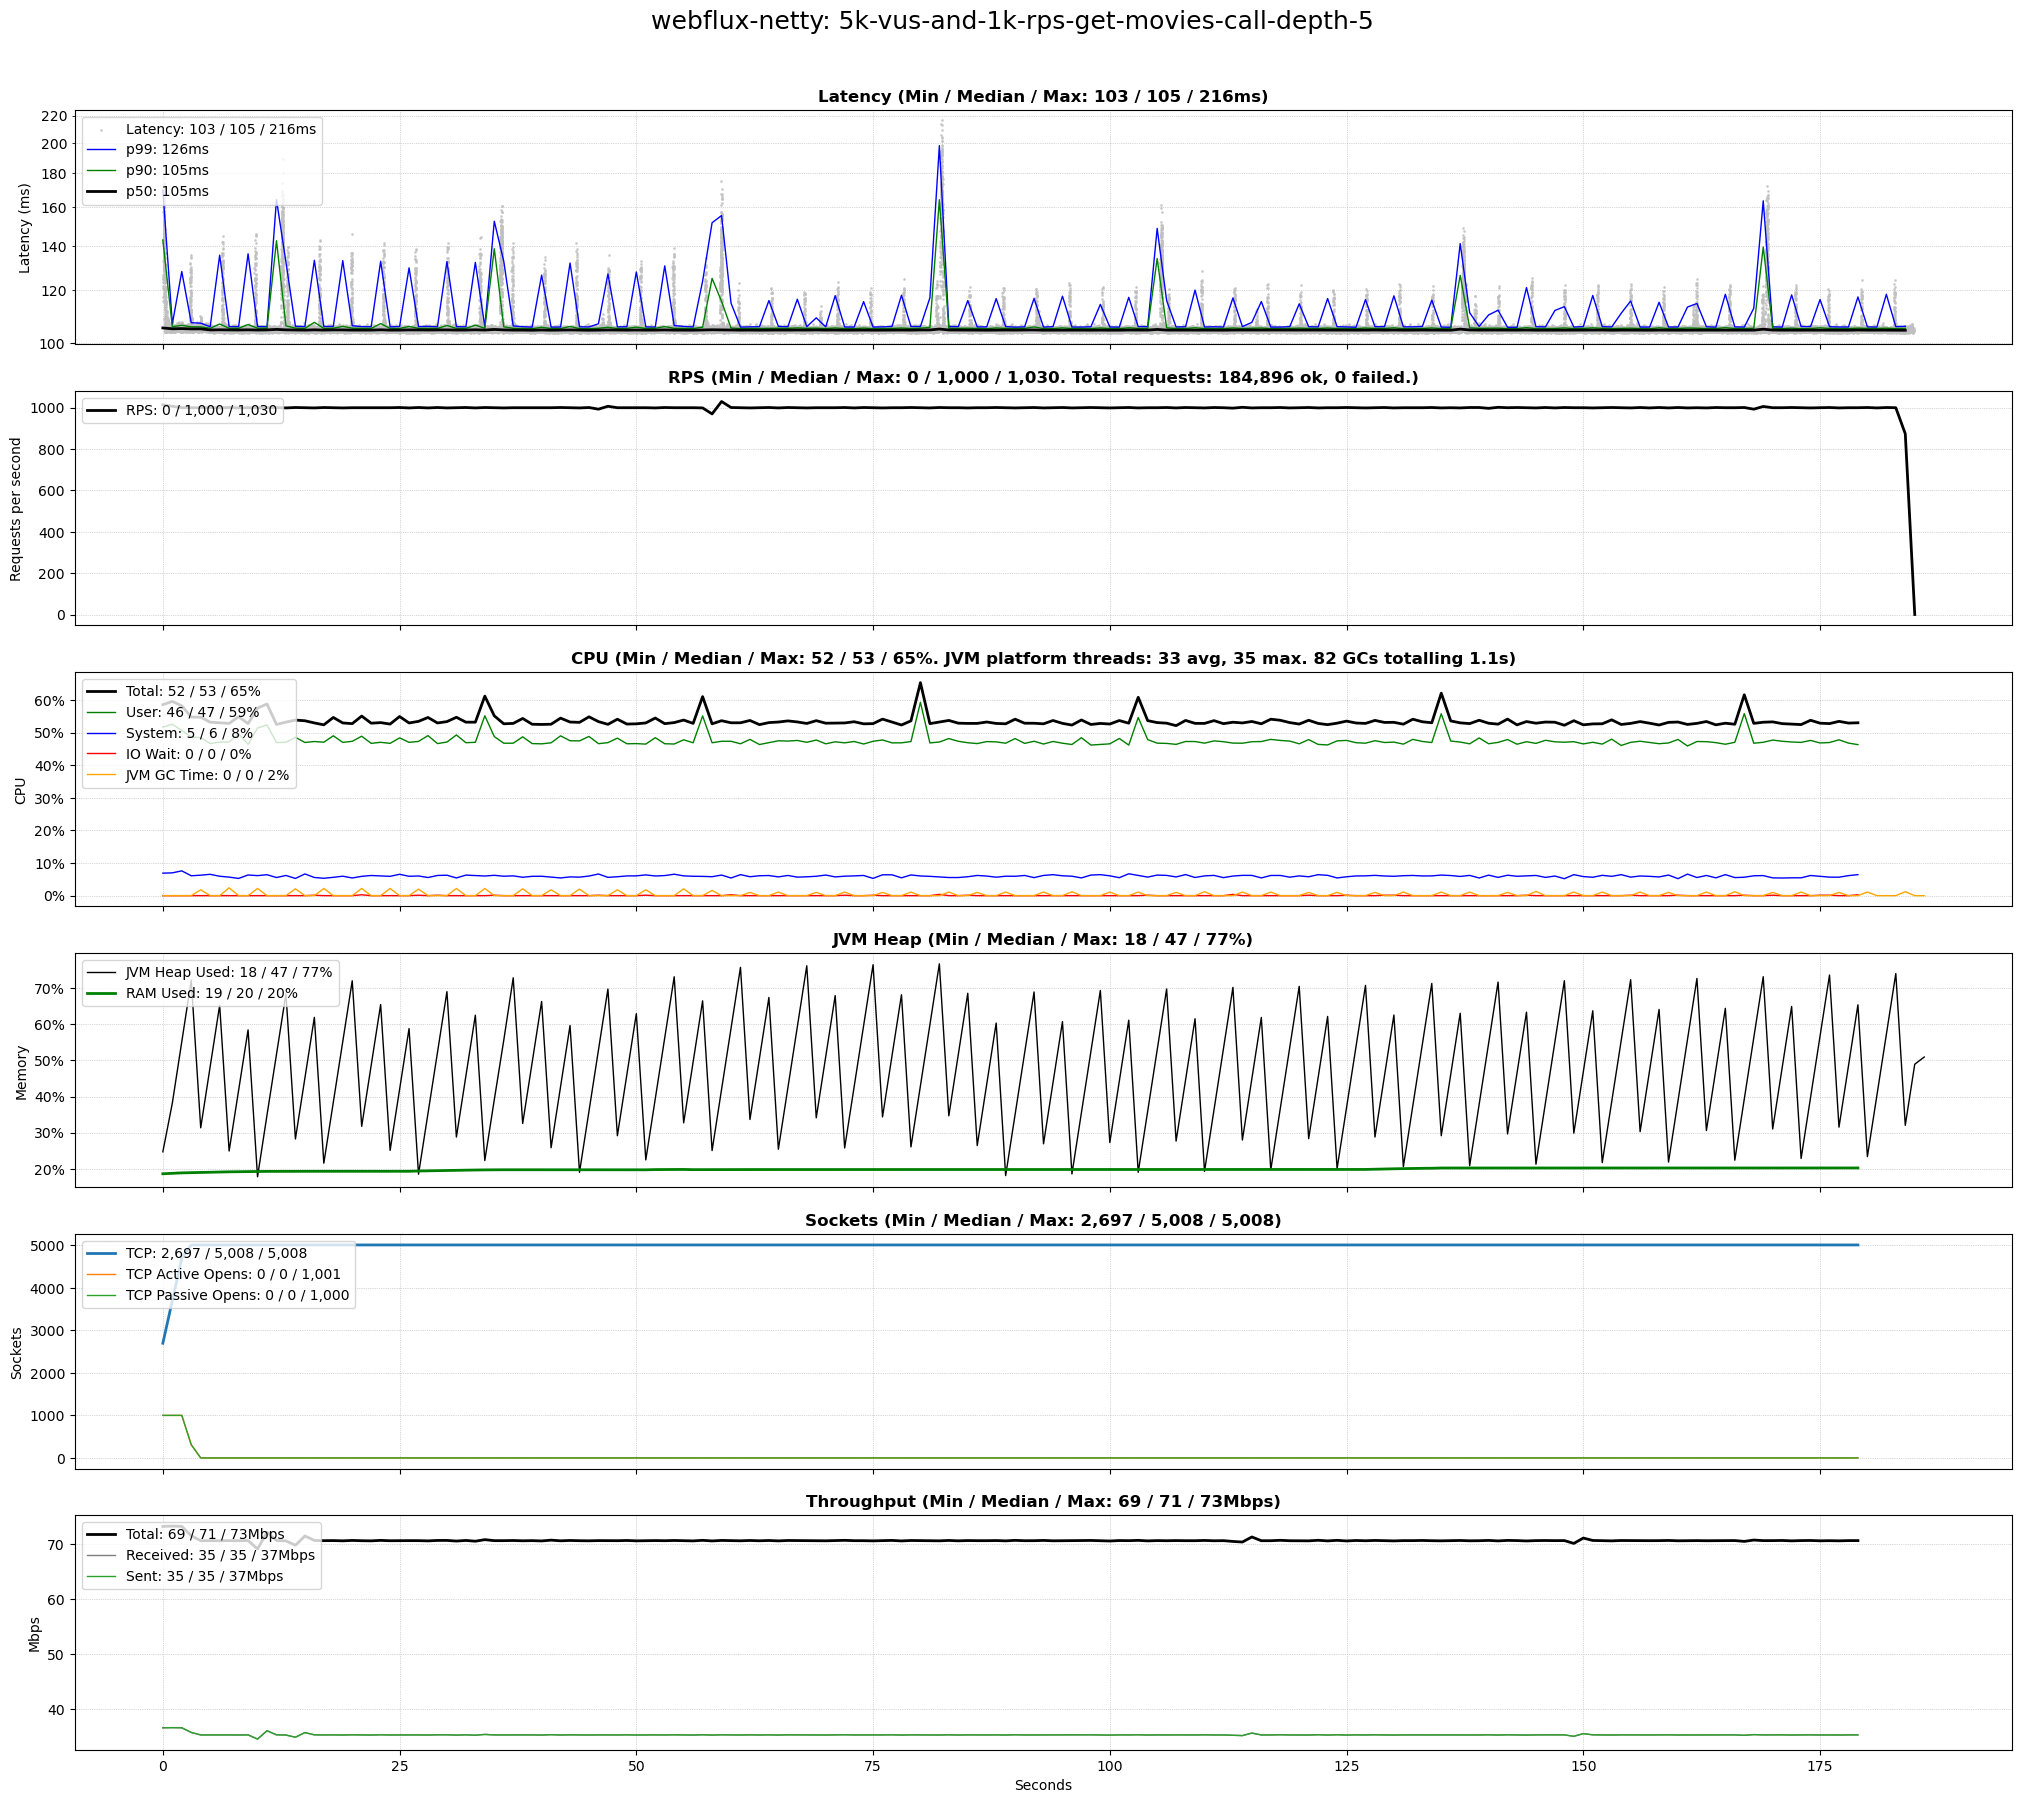 webflux-netty: 5k-vus-and-1k-rps-get-movies-call-depth-5
Latency (Min / Median / Max: 103 / 105 / 216ms)
Latency (ms)
220
200
180
160
140
120
100
Latency: 103 / 105 / 216ms
p99: 126ms
p90: 105ms
p50: 105ms
RPS (Min / Median / Max: 0 / 1,000 / 1,030. Total requests: 184,896 ok, 0 failed.)
Requests per second
1000
800
600
400
200
0
RPS: 0 / 1,000 / 1,030
CPU (Min / Median / Max: 52 / 53 / 65%. JVM platform threads: 33 avg, 35 max. 82 GCs totalling 1.1s)
CPU
60%
50%
40%
30%
20%
10%
0%
Total: 52 / 53 / 65%
User: 46 / 47 / 59%
System: 5 / 6 / 8%
IO Wait: 0 / 0 / 0%
JVM GC Time: 0 / 0 / 2%
JVM Heap (Min / Median / Max: 18 / 47 / 77%)
Memory
70%
60%
50%
40%
30%
20%
JVM Heap Used: 18 / 47 / 77%
RAM Used: 19 / 20 / 20%
Sockets (Min / Median / Max: 2,697 / 5,008 / 5,008)
Sockets
5000
4000
3000
2000
1000
0
TCP: 2,697 / 5,008 / 5,008
TCP Active Opens: 0 / 0 / 1,001
TCP Passive Opens: 0 / 0 / 1,000
Throughput (Min / Median / Max: 69 / 71 / 73Mbps)
Mbps
70
60
50
40
Total: 69 / 71 / 73Mbps
Received: 35 / 35 / 37Mbps
Sent: 35 / 35 / 37Mbps
0
25
50
75
100
125
150
175
Seconds